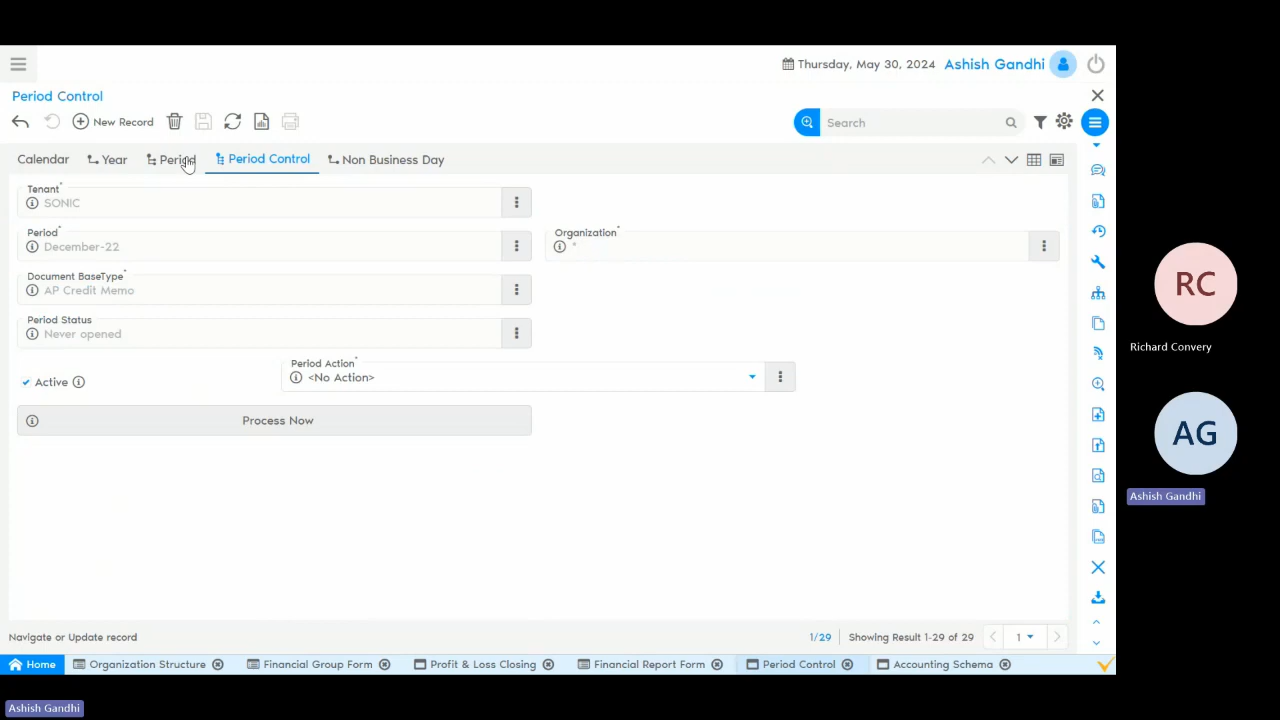 Thursday, May 30, 2024 Ashish Gandhi
Period Control
New Record
Search
Calendar Year Period Period Control Non Business Day
Tenant*
SONIC
Period* Organization*
December-22 *
Document BaseType*
AP Credit Memo
Period Status
Never opened
Period Action*
Active <No Action>
Process Now
RC
Richard Convery
AG
Ashish Gandhi
Navigate or Update record 1/29 Showing Result 1-29 of 29 1
Home Organization Structure Financial Group Form Profit & Loss Closing Financial Report Form Period Control Accounting Schema
Ashish Gandhi